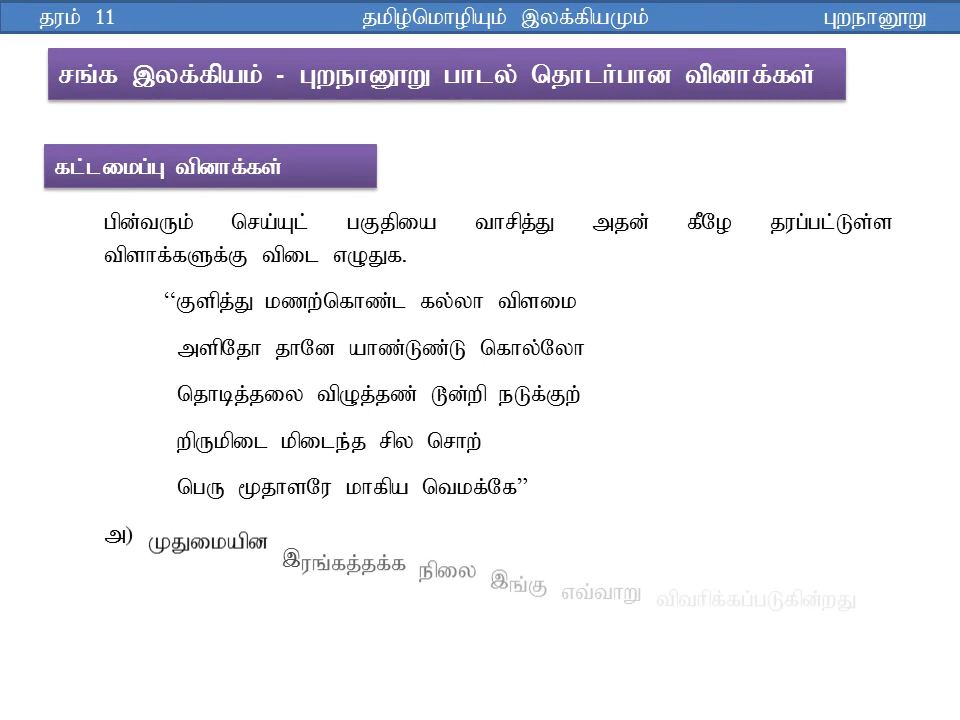 தரம் 11 தமிழ்மொழியும் இலக்கியமும் புறநானூறு
சங்க இலக்கியம் - புறநானூறு பாடல் தொடர்பான வினாக்கள்
கட்டமைப்பு வினாக்கள்
பின்வரும் செய்யுட் பகுதியை வாசித்து அதன் கீழே தரப்பட்டுள்ள
விளாக்களுக்கு விடை எழுதுக.
“குளித்து மணற்கொண்ட கல்லா விளமை
அளிதோ தானே யாண்டுண்டு கொல்லோ
தொடித்தலை விழுத்தண் டூன்றி நடுக்குற்
றிருமிடை மிடைந்த சில சொற்
பெரு மூதாளரே மாகிய வெமக்கே”
அ) முதுமையின இரங்கத்தக்க நிலை இங்கு எவ்வாறு விவரிக்கப்படுகின்றது